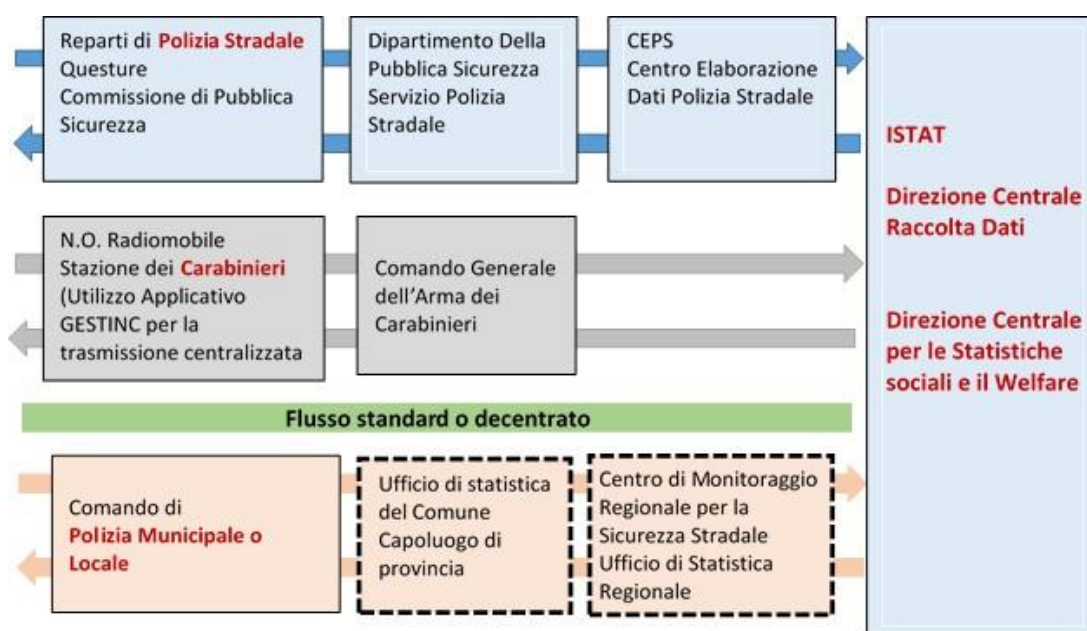 Reparti di Polizia Stradale
Questure
Commissione di Pubblica
Sicurezza
Dipartimento Della
Pubblica Sicurezza
Servizio Polizia
Stradale
CEPS
Centro Elaborazione
Dati Polizia Stradale
N.O. Radiomobile
Stazione dei Carabinieri
(Utilizzo Applicativo
GESTINC per la
trasmissione centralizzata
Comando Generale
dell'Arma dei
Carabinieri
Flusso standard o decentrato
Comando di
Polizia Municipale o
Locale
Ufficio di statistica
del Comune
Capoluogo di
provincia
Centro di Monitoraggio
Regionale per la
Sicurezza Stradale
Ufficio di Statistica
Regionale
ISTAT
Direzione Centrale
Raccolta Dati
Direzione Centrale
per le Statistiche
sociali e il Welfare